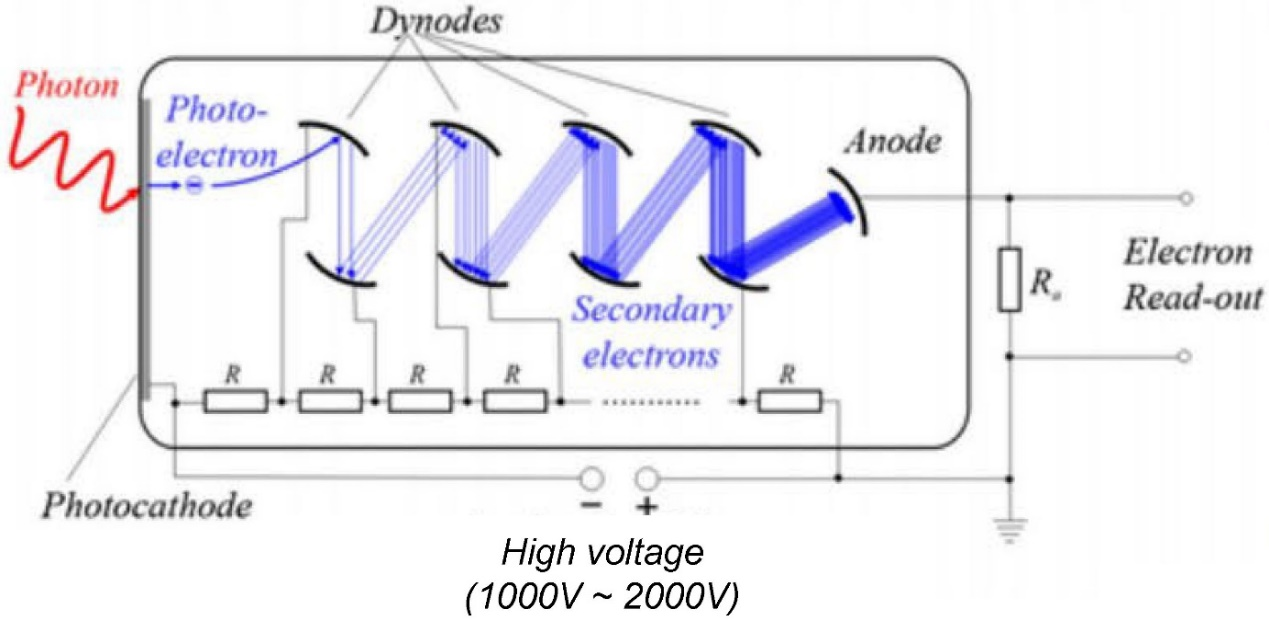 Dynodes
Photon
Photo-
electron
Anode
Electron
Read-out
Rₐ
Secondary
electrons
R R R R R
Photocathode
− +
High voltage
(1000V ~ 2000V)